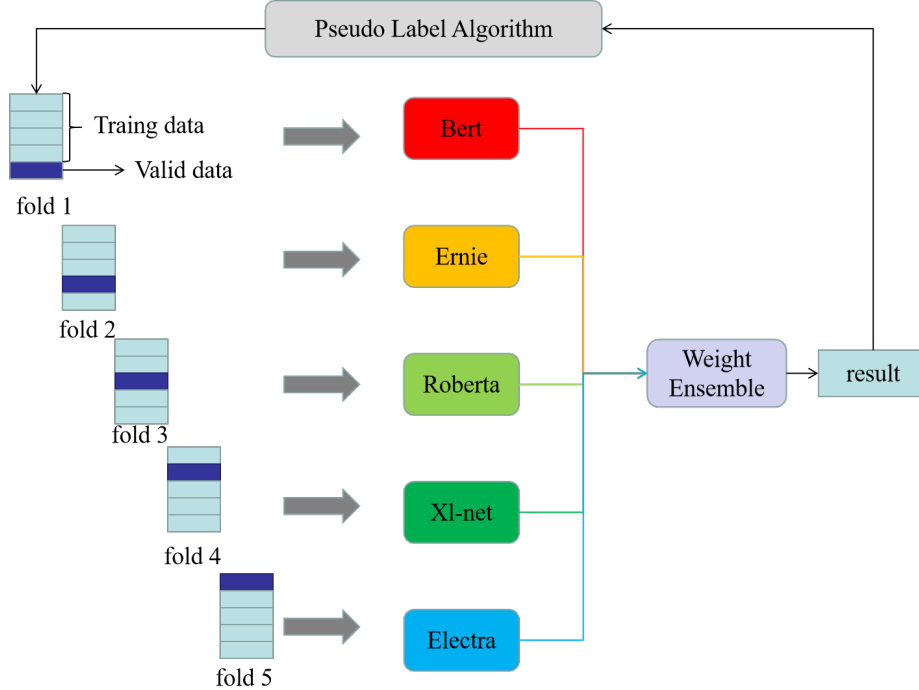 Pseudo Label Algorithm
Traing data
Valid data
fold 1
Bert
fold 2
Ernie
fold 3
Roberta
Weight
Ensemble
result
fold 4
Xl-net
fold 5
Electra